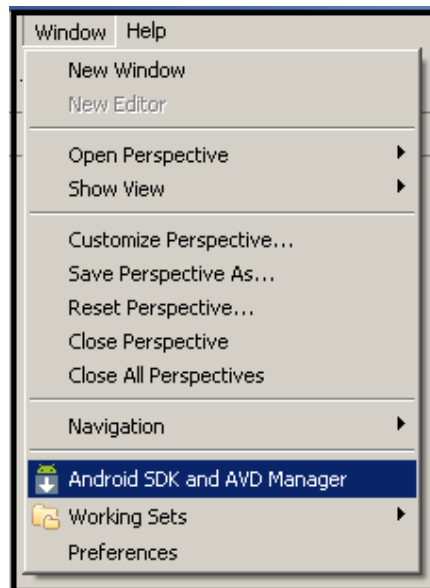 Window Help
New Window
New Editor
Open Perspective
Show View
Customize Perspective...
Save Perspective As...
Reset Perspective...
Close Perspective
Close All Perspectives
Navigation
Android SDK and AVD Manager
Working Sets
Preferences